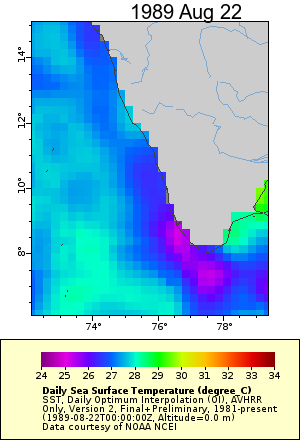 1989 Aug 22
14°
12°
10°
8°
74° 76° 78°
24 25 26 27 28 29 30 31 32 33 34
Daily Sea Surface Temperature (degree_C)
SST, Daily Optimum Interpolation (OI), AVHRR
Only, Version 2, Final+Preliminary, 1981-present
(1989-08-22T00:00:00Z, Altitude=0.0 m)
Data courtesy of NOAA NCEI